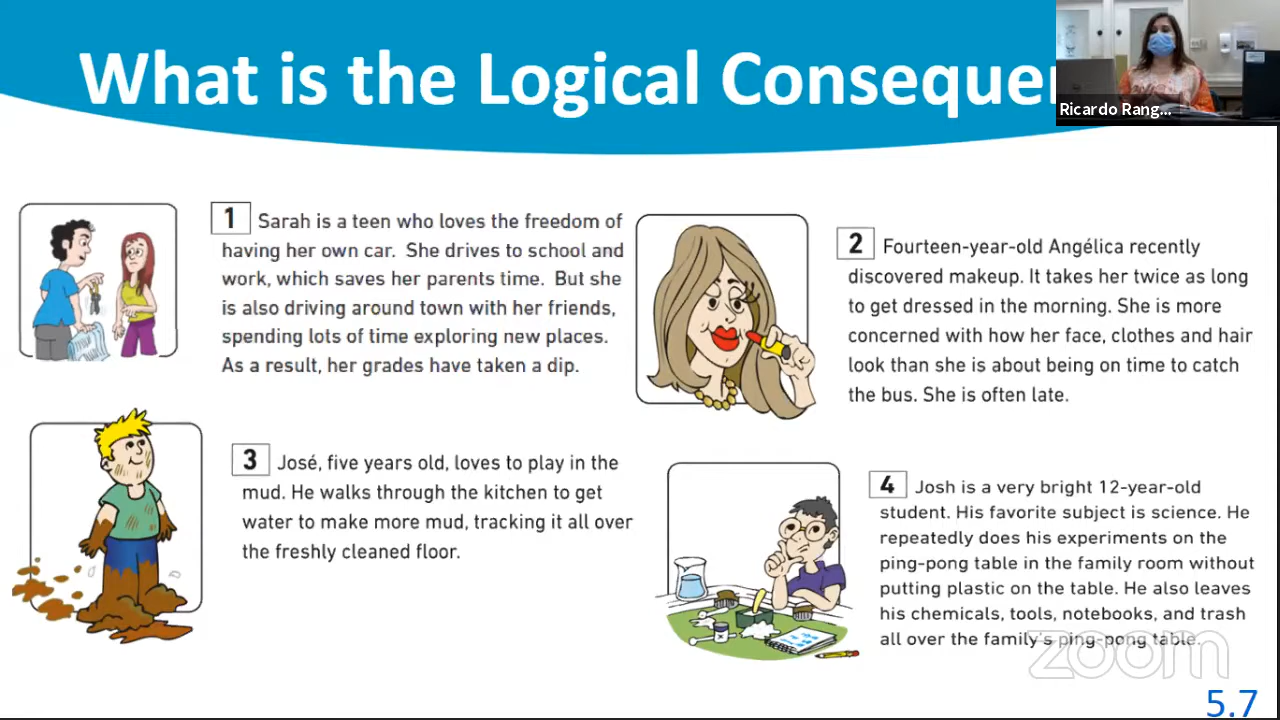 What is the Logical Conseque
Ricardo Rang...
1 Sarah is a teen who loves the freedom of
having her own car. She drives to school and
work, which saves her parents time. But she
is also driving around town with her friends,
spending lots of time exploring new places.
As a result, her grades have taken a dip.
2 Fourteen-year-old Angélica recently
discovered makeup. It takes her twice as long
to get dressed in the morning. She is more
concerned with how her face, clothes and hair
look than she is about being on time to catch
the bus. She is often late.
3 José, five years old, loves to play in the
mud. He walks through the kitchen to get
water to make more mud, tracking it all over
the freshly cleaned floor.
4 Josh is a very bright 12-year-old
student. His favorite subject is science. He
repeatedly does his experiments on the
ping-pong table in the family room without
putting plastic on the table. He also leaves
his chemicals, tools, notebooks, and trash
all over the family's ping-pong table.
zoom
5.7